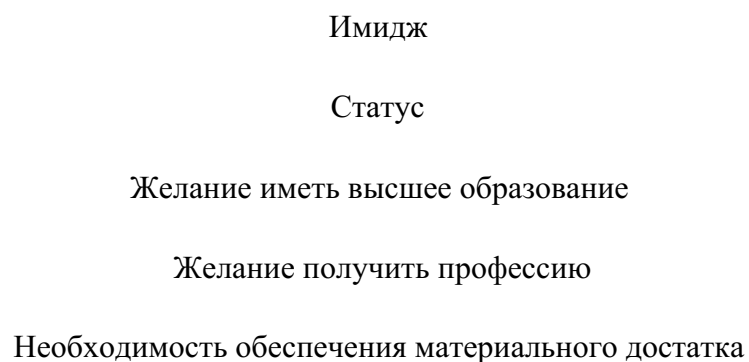 Имидж
Статус
Желание иметь высшее образование
Желание получить профессию
Необходимость обеспечения материального достатка